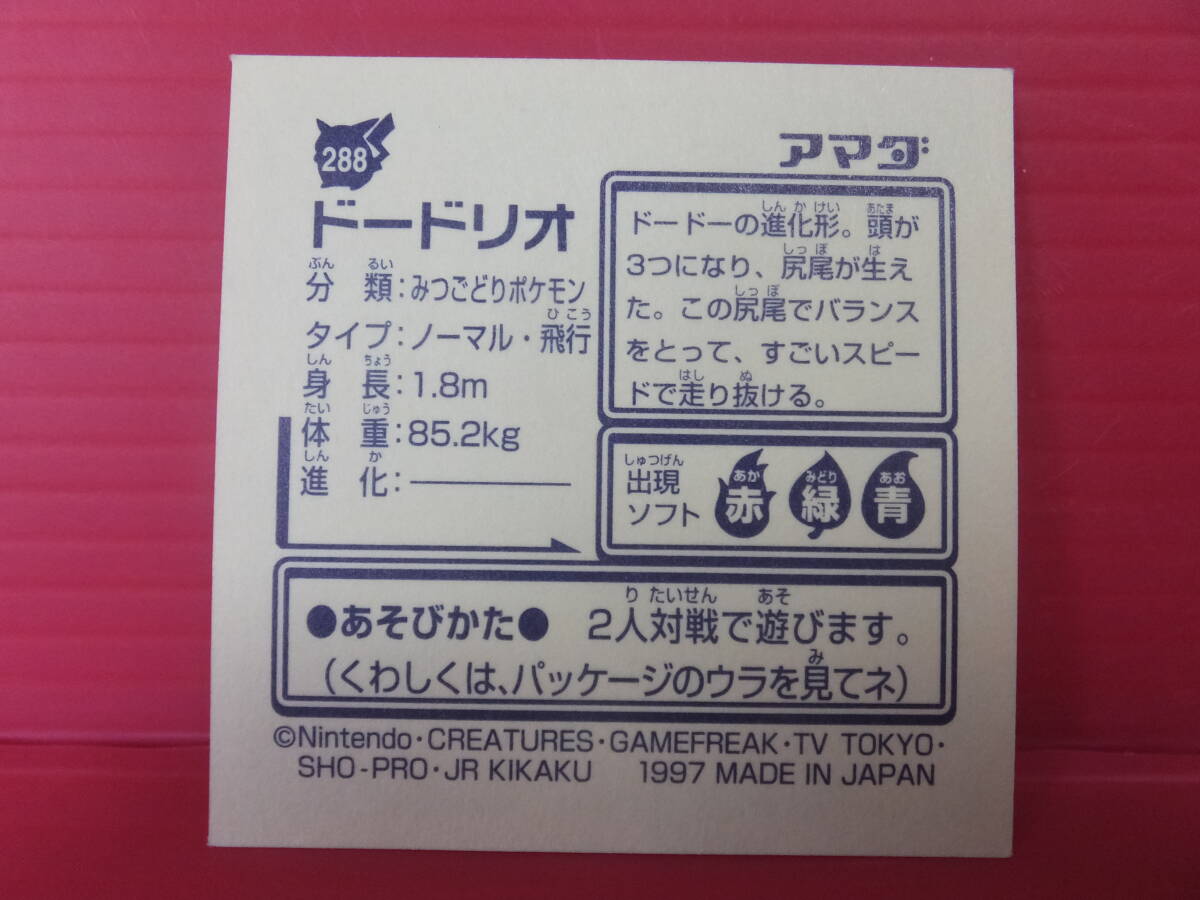 288
アマダ
ドードリオ
分類:みつごどりポケモン
タイプ:ノーマル・飛行
身長:1.8m
体重:85.2kg
進化:――――
ドードーの進化形。頭が
3つになり、尻尾が生え
た。この尻尾でバランス
をとって、すごいスピー
ドで走り抜ける。
出現
ソフト 赤 緑 青
●あそびかた● 2人対戦で遊びます。
(くわしくは、パッケージのウラを見てネ)
©Nintendo・CREATURES・GAMEFREAK・TV TOKYO・
SHO-PRO・JR KIKAKU 1997 MADE IN JAPAN